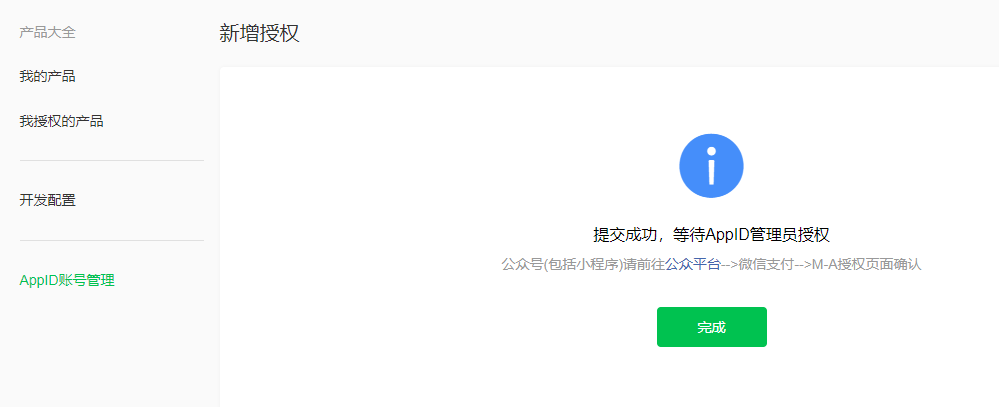 产品大全
我的产品
我授权的产品
开发配置
AppID账号管理
新增授权
提交成功，等待AppID管理员授权
公众号(包括小程序)请前往公众平台-->微信支付-->M-A授权页面确认
完成